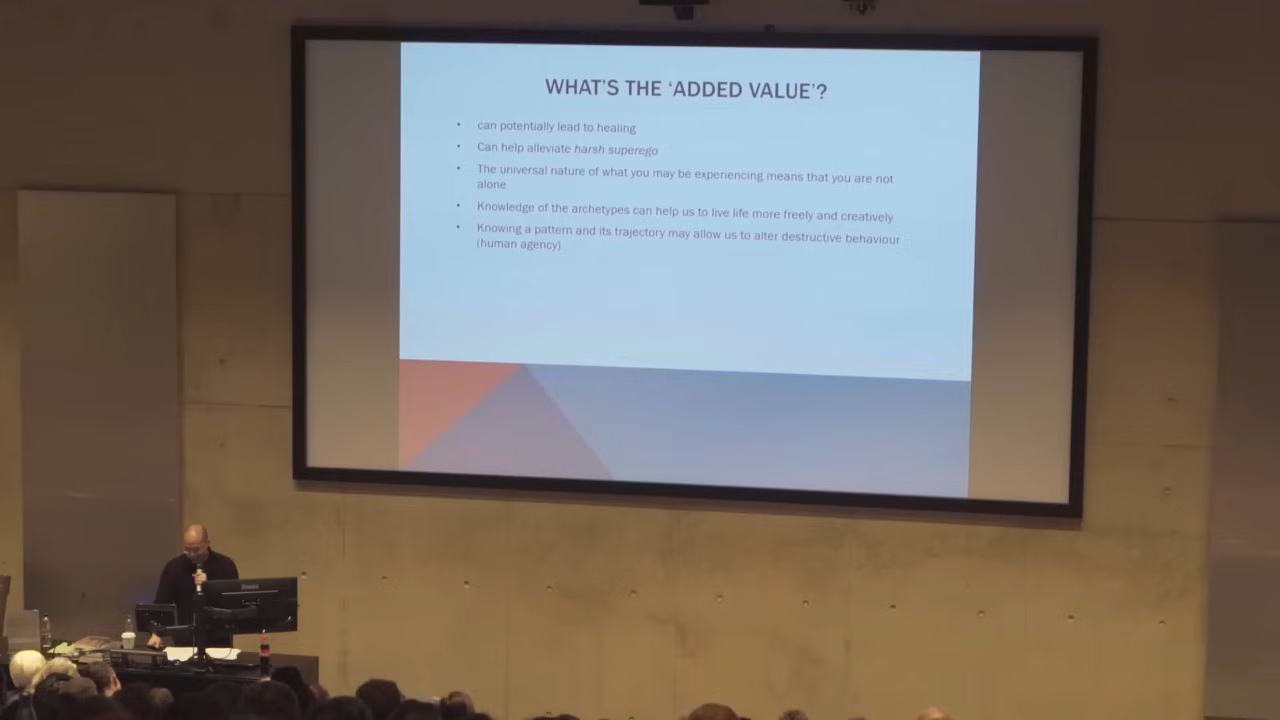 WHAT'S THE 'ADDED VALUE'?
• can potentially lead to healing
• Can help alleviate harsh superego
• The universal nature of what you may be experiencing means that you are not
alone
• Knowledge of the archetypes can help us to live life more freely and creatively
• Knowing a pattern and its trajectory may allow us to alter destructive behaviour
(human agency)